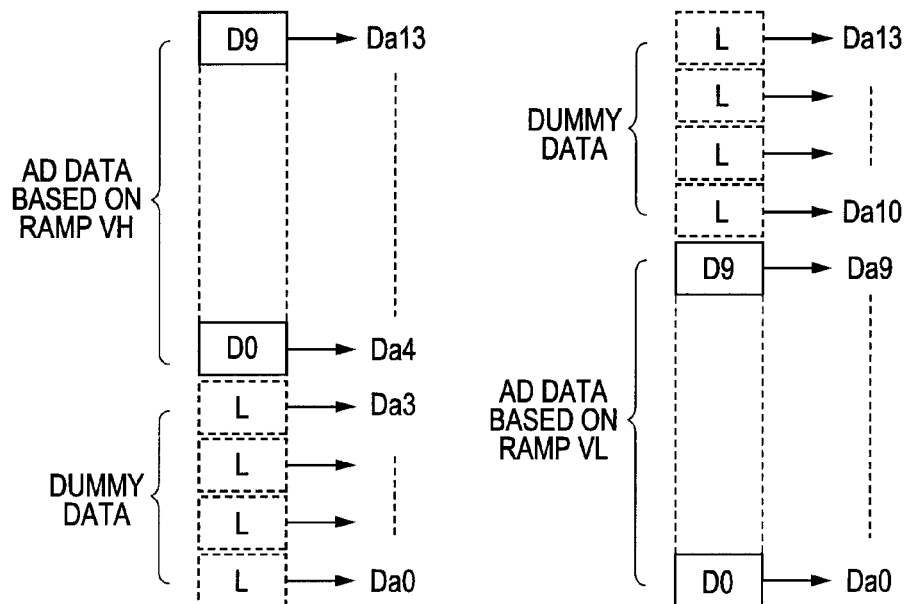 D9 Da13
AD DATA
BASED ON
RAMP VH
D0 Da4
L Da3
L
DUMMY
DATA
L
L Da0
L Da13
L
DUMMY
DATA
L
L Da10
D9 Da9
AD DATA
BASED ON
RAMP VL
D0 Da0